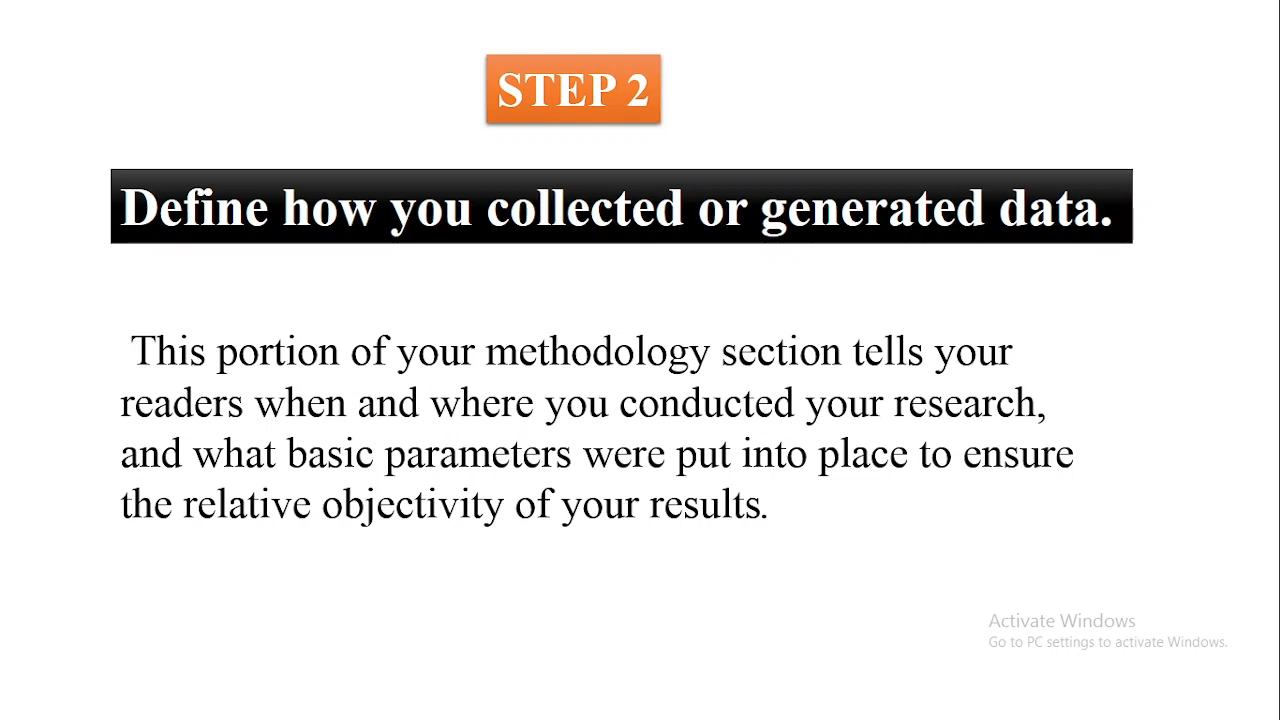 STEP 2
Define how you collected or generated data.
This portion of your methodology section tells your
readers when and where you conducted your research,
and what basic parameters were put into place to ensure
the relative objectivity of your results.
Activate Windows
Go to PC settings to activate Windows.